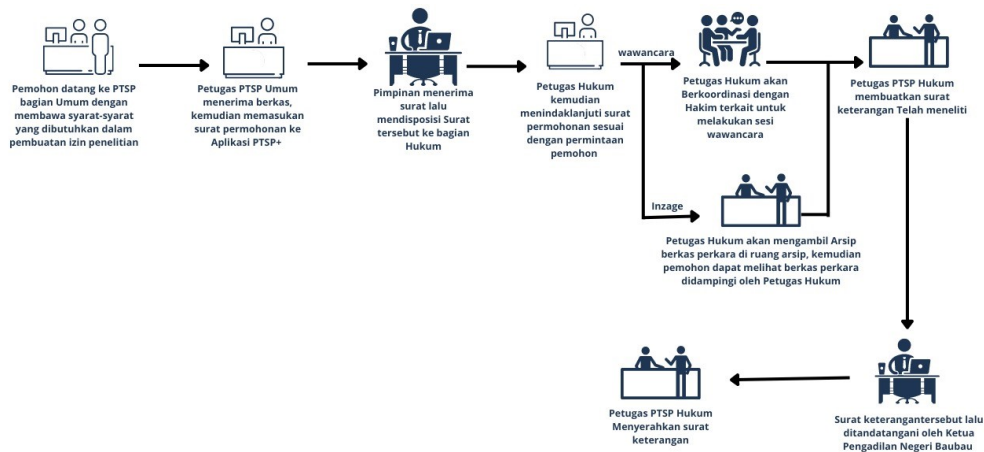 Pemohon datang ke PTSP
bagian Umum dengan
membawa syarat-syarat
yang dibutuhkan dalam
pembuatan izin penelitian
Petugas PTSP Umum
menerima berkas,
kemudian memasukan
surat permohonan ke
Aplikasi PTSP+
Pimpinan menerima
surat lalu
mendisposisi Surat
tersebut ke bagian
Hukum
Petugas Hukum
kemudian
menindaklanjuti surat
permohonan sesuai
dengan permintaan
pemohon
wawancara
Petugas Hukum akan
Berkoordinasi dengan
Hakim terkait untuk
melakukan sesi
wawancara
Inzage
Petugas Hukum akan mengambil Arsip
berkas perkara di ruang arsip, kemudian
pemohon dapat melihat berkas perkara
didampingi oleh Petugas Hukum
Petugas PTSP Hukum
membuatkan surat
keterangan Telah meneliti
Surat keterangantersebut lalu
ditandatangani oleh Ketua
Pengadilan Negeri Baubau
Petugas PTSP Hukum
Menyerahkan surat
keterangan